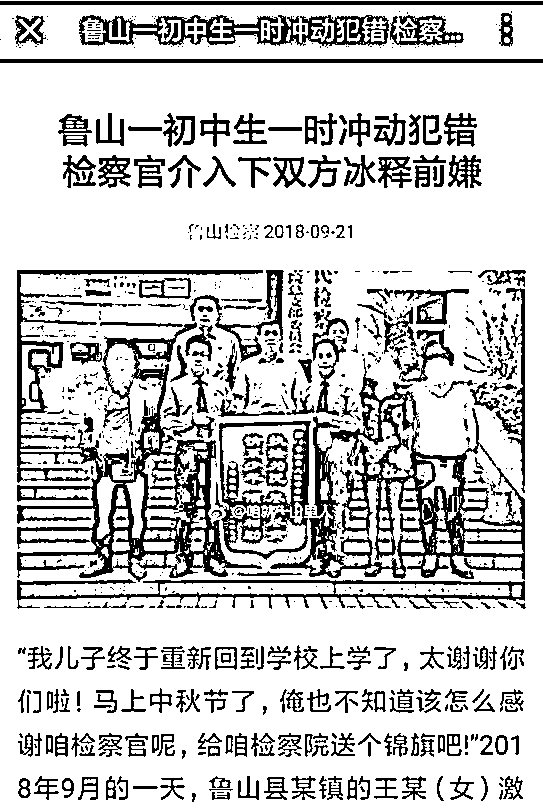 鲁山一初中生一时冲动犯错 检察...
鲁山一初中生一时冲动犯错
检察官介入下双方冰释前嫌
鲁山检察 2018-09-21
“我儿子终于重新回到学校上学了，太谢谢你
们啦！马上中秋节了，俺也不知道该怎么感
谢咱检察官呢，给咱检察院送个锦旗吧!”201
8年9月的一天，鲁山县某镇的王某（女）激